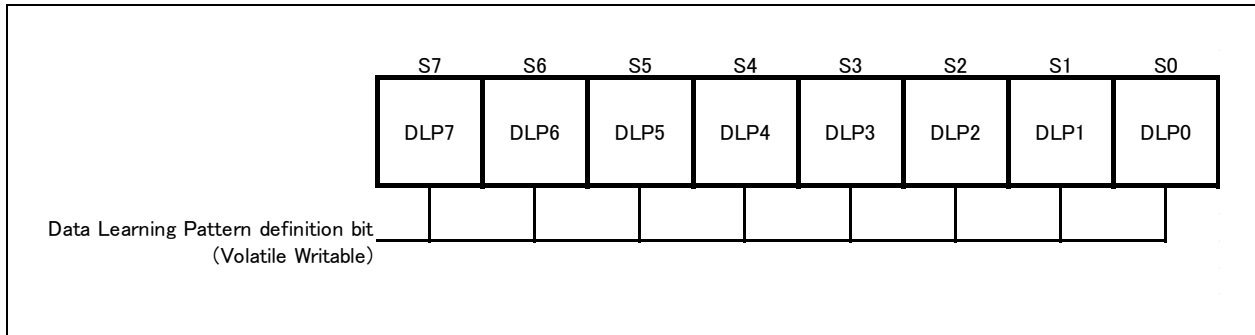 S7 S6 S5 S4 S3 S2 S1 S0
DLP7 DLP6 DLP5 DLP4 DLP3 DLP2 DLP1 DLP0
Data Learning Pattern definition bit
(Volatile Writable)